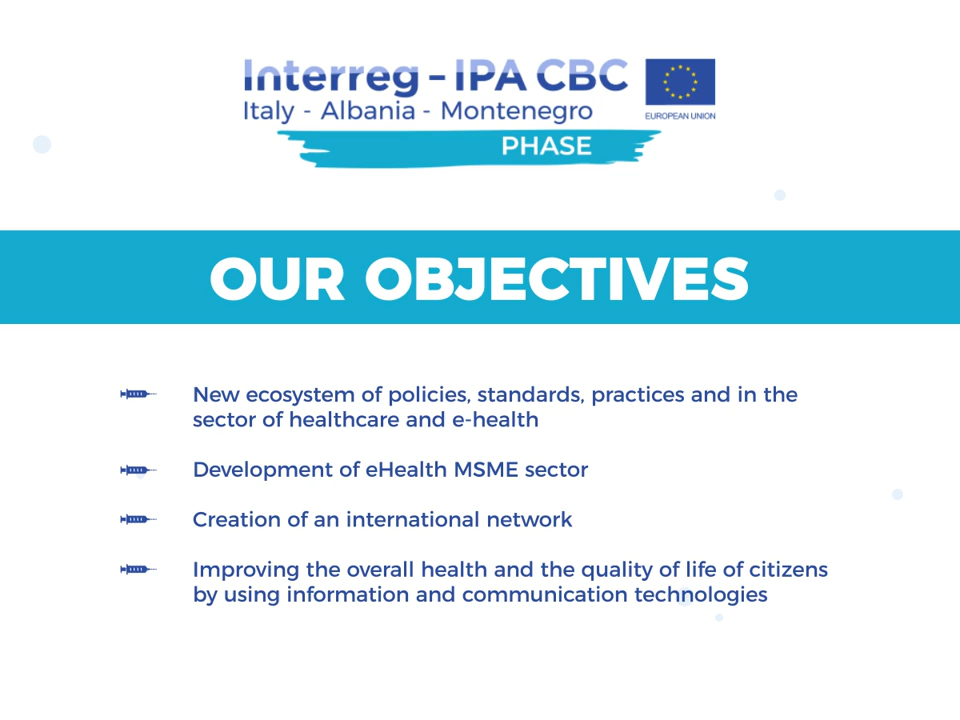 Interreg - IPA CBC
Italy - Albania - Montenegro
EUROPEAN UNION
PHASE
OUR OBJECTIVES
New ecosystem of policies, standards, practices and in the
sector of healthcare and e-health
Development of eHealth MSME sector
Creation of an international network
Improving the overall health and the quality of life of citizens
by using information and communication technologies